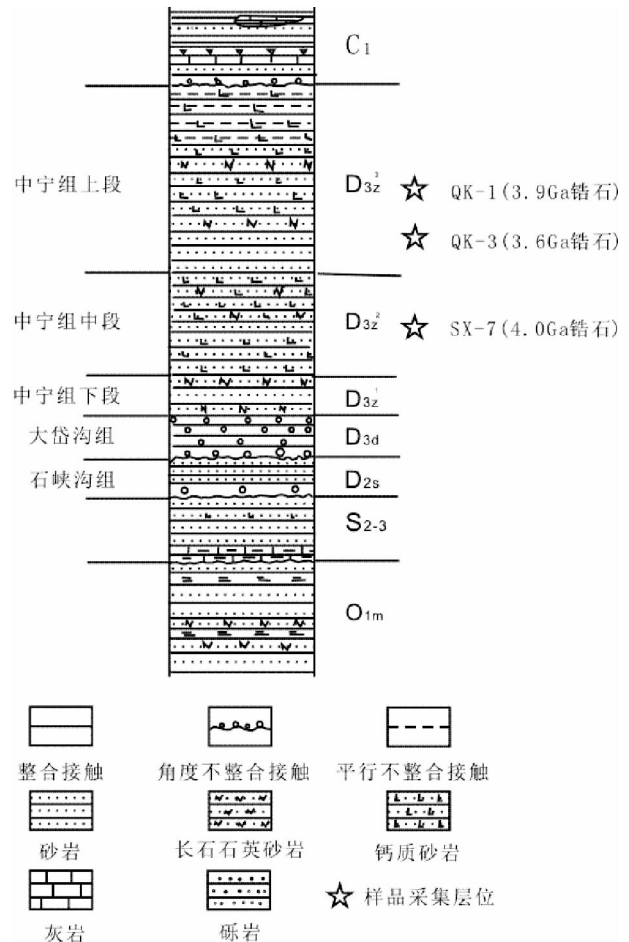 C1
中宁组上段
D3z3
QK-1(3.9Ga锆石)
QK-3(3.6Ga锆石)
中宁组中段
D3z2
SX-7(4.0Ga锆石)
中宁组下段
D3z1
大岱沟组
D3d
石峡沟组
D2s
S2-3
O1m
整合接触
角度不整合接触
平行不整合接触
砂岩
长石石英砂岩
钙质砂岩
灰岩
砾岩
样品采集层位